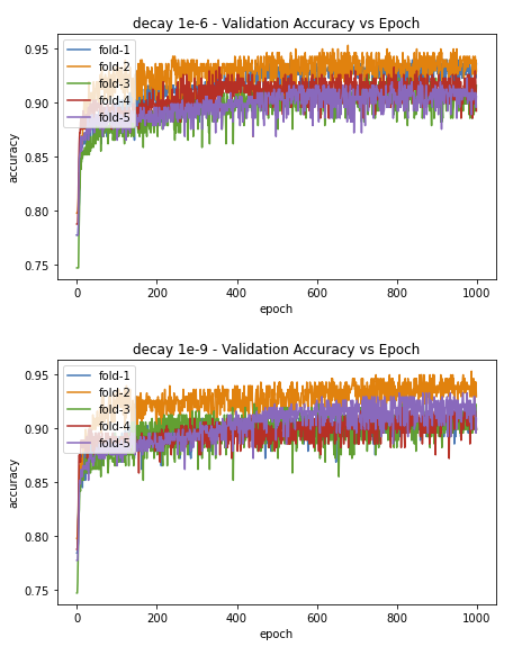 decay 1e-6 - Validation Accuracy vs Epoch
0.95
0.90
0.85
0.80
0.75
accuracy
fold-1
fold-2
fold-3
fold-4
fold-5
0 200 400 600 800 1000
epoch
decay 1e-9 - Validation Accuracy vs Epoch
0.95
0.90
0.85
0.80
0.75
accuracy
fold-1
fold-2
fold-3
fold-4
fold-5
0 200 400 600 800 1000
epoch